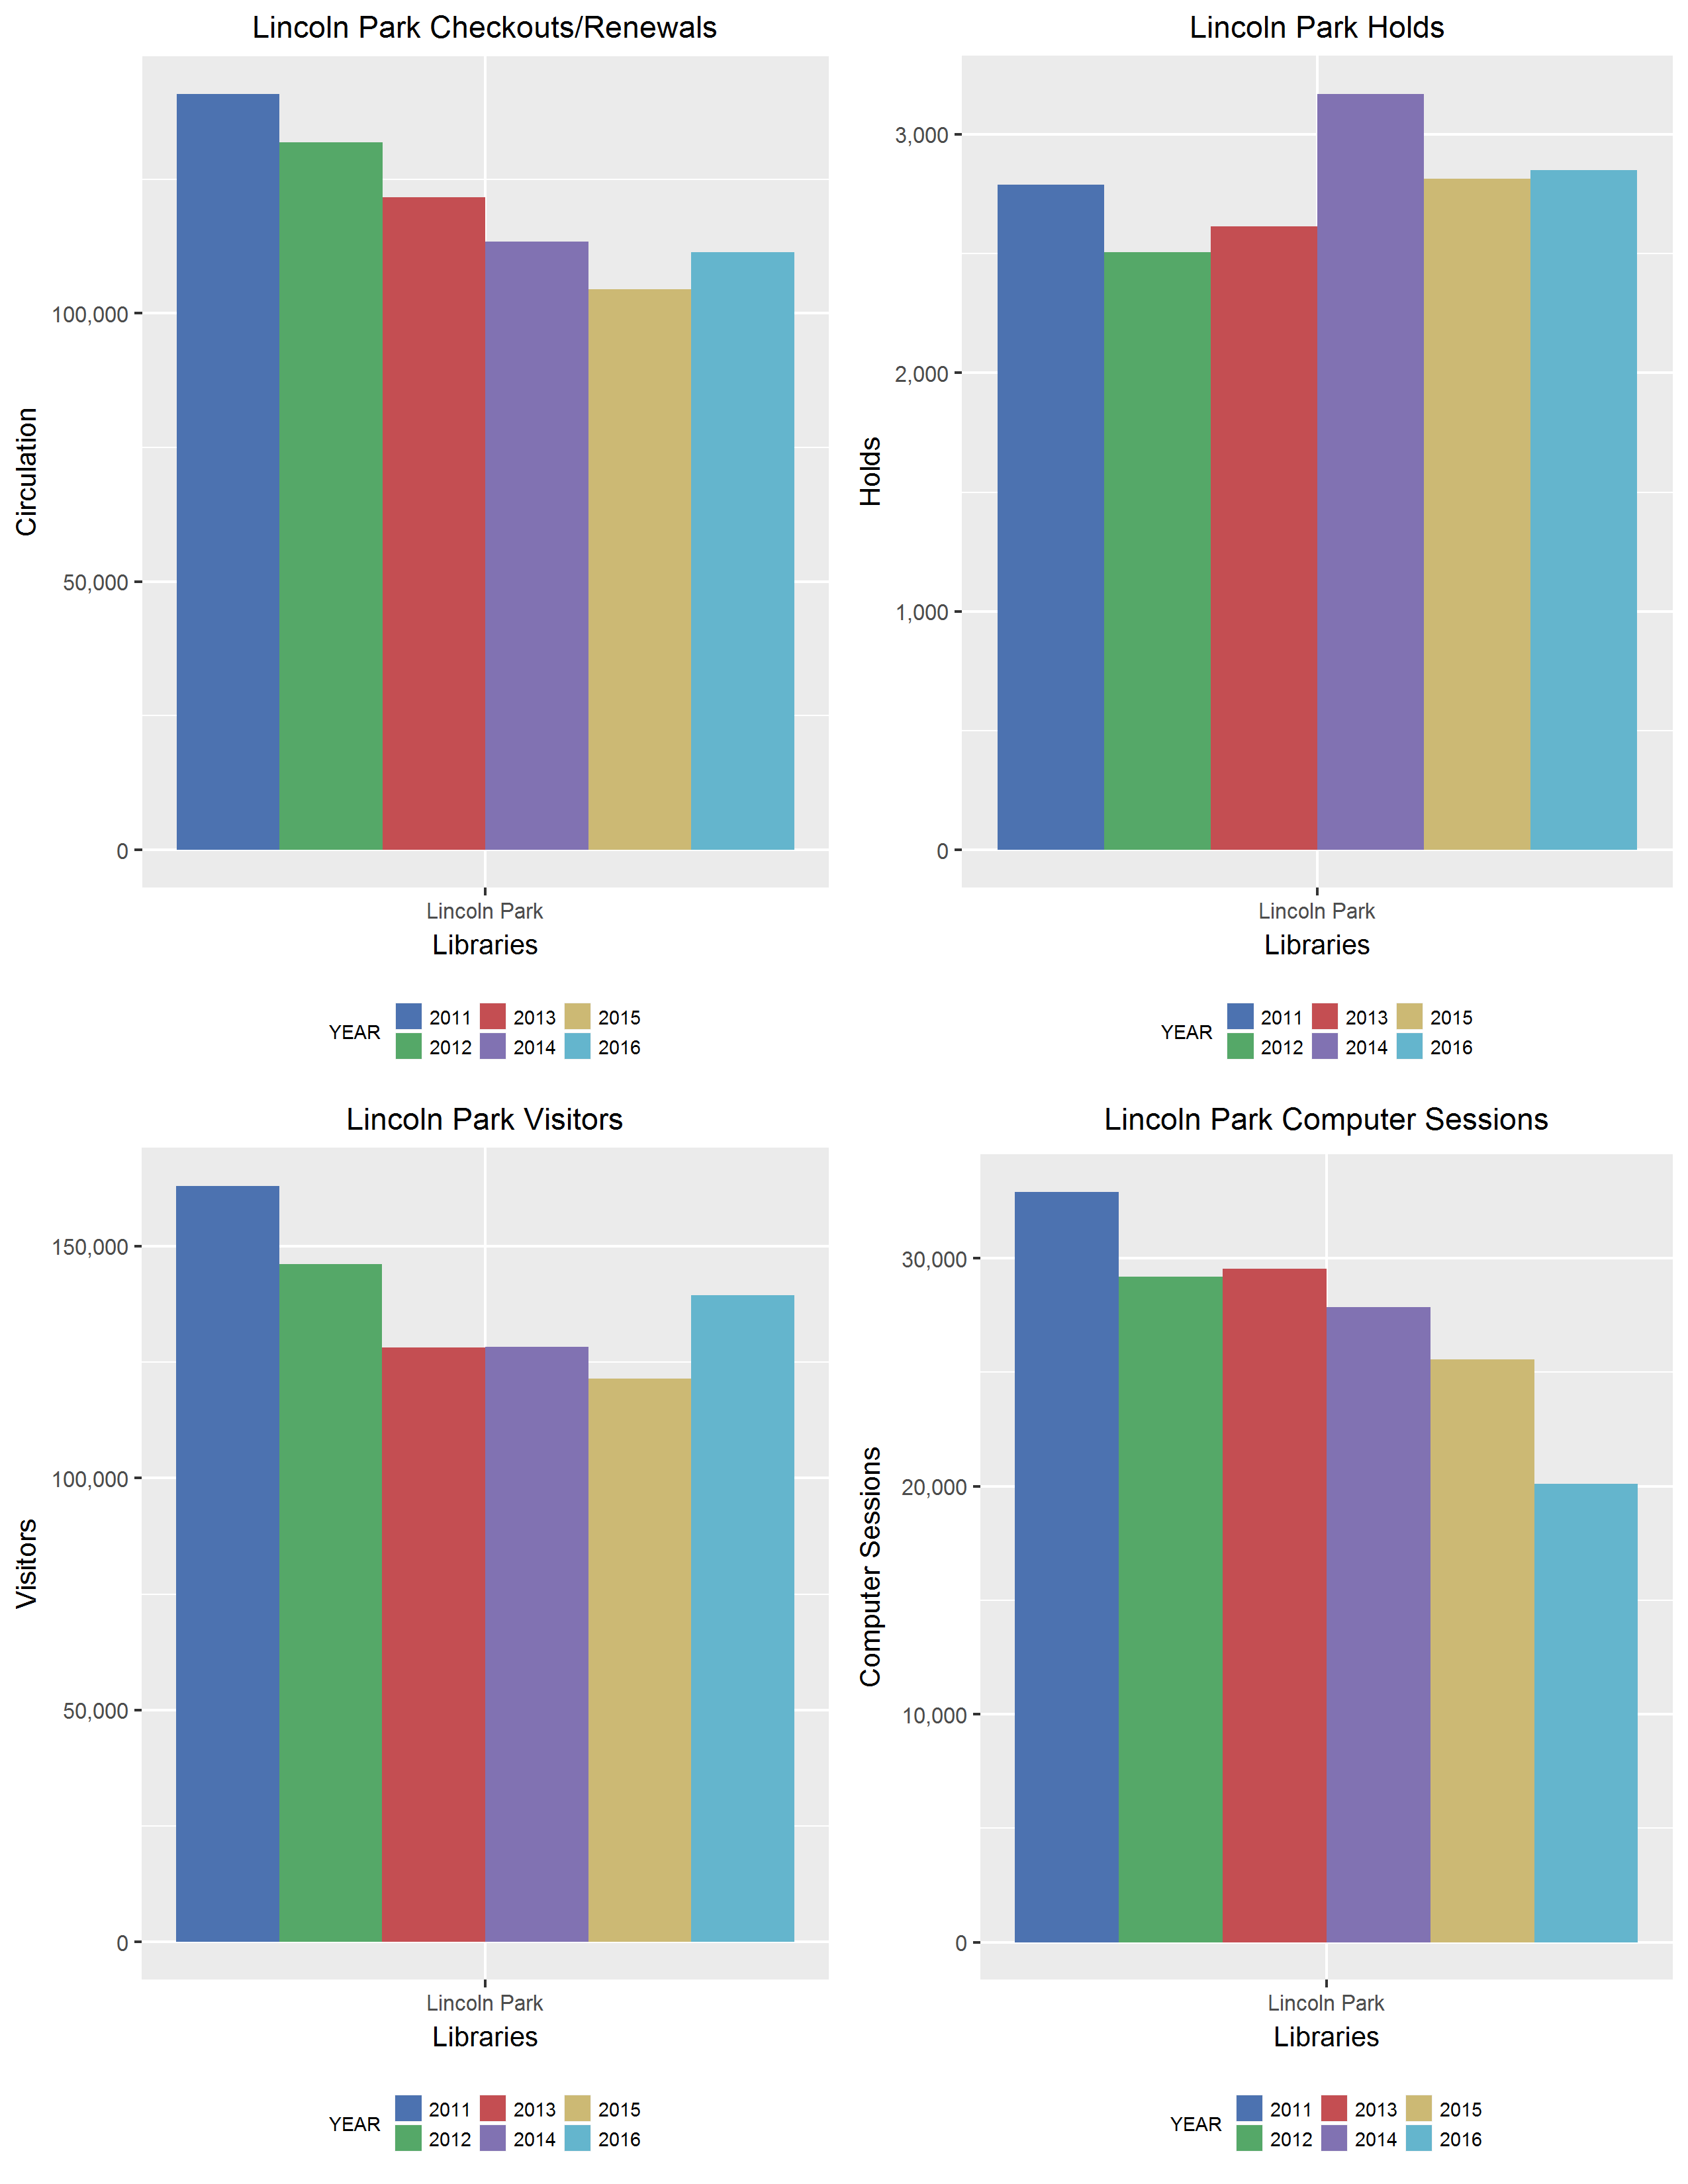 Lincoln Park Checkouts/Renewals
Circulation
100,000
50,000
0
Lincoln Park
Libraries
YEAR 2011 2013 2015
2012 2014 2016
Lincoln Park Holds
Holds
3,000
2,000
1,000
0
Lincoln Park
Libraries
YEAR 2011 2013 2015
2012 2014 2016
Lincoln Park Visitors
Visitors
150,000
100,000
50,000
0
Lincoln Park
Libraries
YEAR 2011 2013 2015
2012 2014 2016
Lincoln Park Computer Sessions
Computer Sessions
30,000
20,000
10,000
0
Lincoln Park
Libraries
YEAR 2011 2013 2015
2012 2014 2016